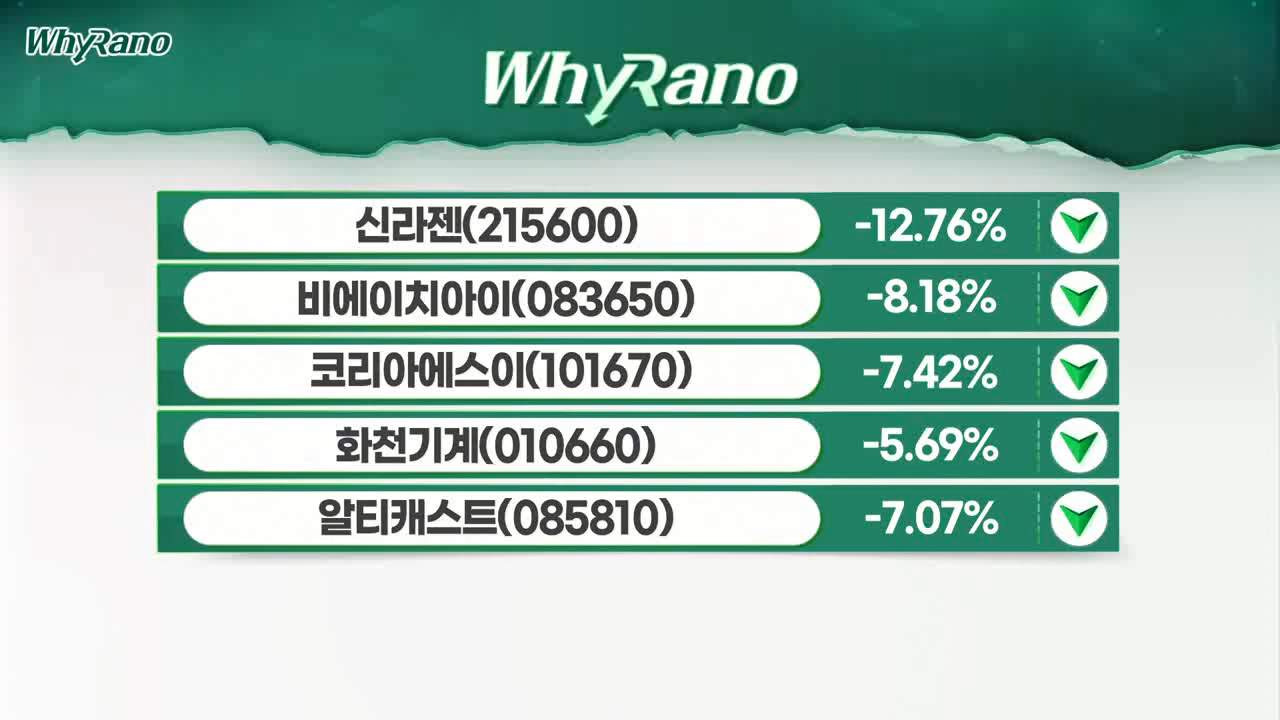 WhyRano
WhyRano
신라젠(215600) -12.76%
비에이치아이(083650) -8.18%
코리아에스이(101670) -7.42%
화천기계(010660) -5.69%
알티캐스트(085810) -7.07%